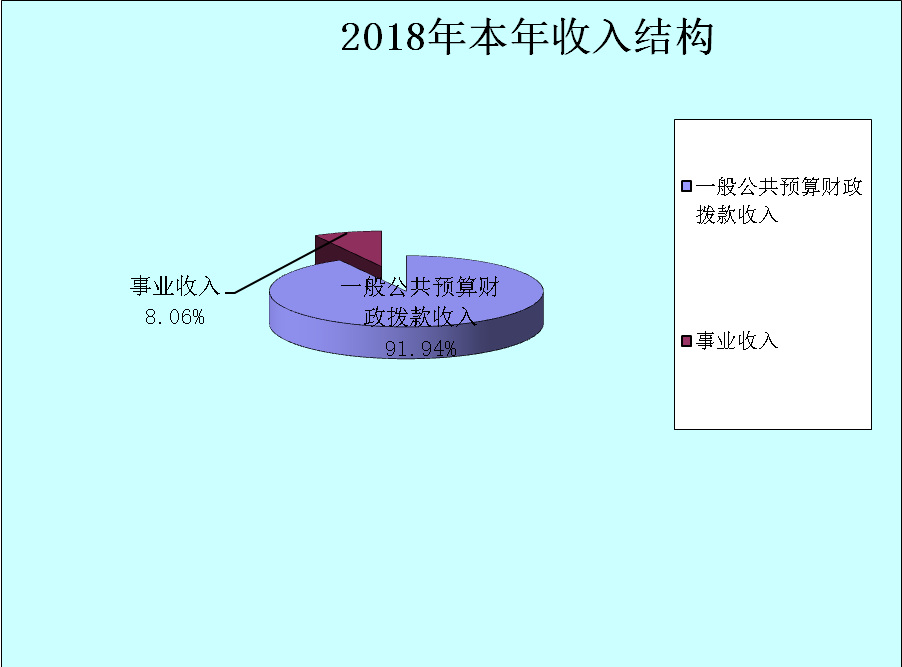 2018年本年收入结构
事业收入
8.06%
一般公共预算财
政拨款收入
91.94%
一般公共预算财政
拨款收入
事业收入